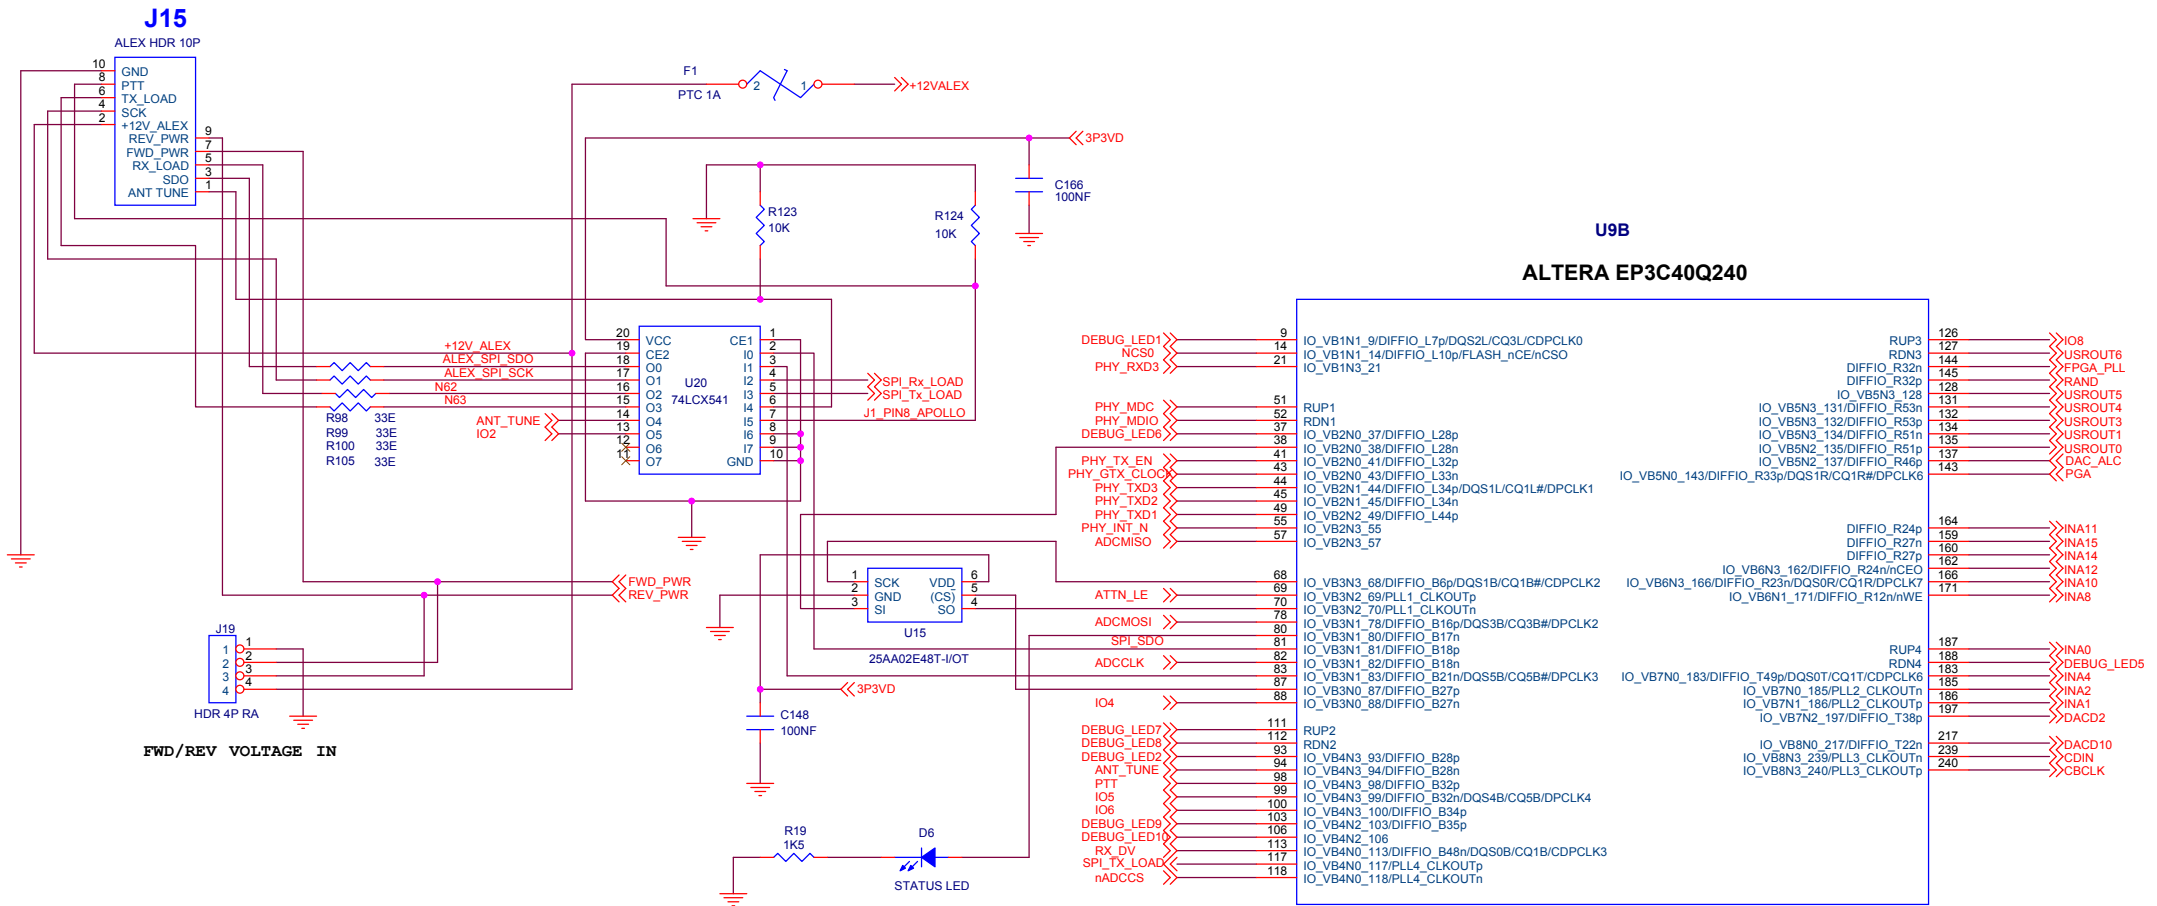 J15
ALEX HDR 10P
10 GND
8 PTT
6 TX_LOAD
4 SCK
2 +12V_ALEX
REV_PWR 9
FWD_PWR 7
RX_LOAD 5
SDO 3
ANT TUNE 1
F1
PTC 1A
2 1
+12VALEX
3P3VD
C166
100NF
R123
10K
R124
10K
+12V_ALEX
ALEX_SPI_SDO
ALEX_SPI_SCK
N62
N63
R98 33E
R99 33E
R100 33E
R105 33E
ANT_TUNE
IO2
20 VCC
19 CE2
18 O0
17 O1
16 O2
15 O3
14 O4
13 O5
12 O6
11 O7
U20
74LCX541
CE1 1
I0 2
I1 3
I2 4
I3 5
I4 6
I5 7
I6 8
I7 9
GND 10
SPI_Rx_LOAD
SPI_Tx_LOAD
J1_PIN8_APOLLO
FWD_PWR
REV_PWR
J19
1 1
2 2
3 3
4 4
HDR 4P RA
FWD/REV VOLTAGE IN
1 SCK
2 GND
3 SI
VDD 6
(CS) 5
SO 4
U15
25AA02E48T-I/OT
3P3VD
C148
100NF
R19
1K5
D6
STATUS LED
U9B
ALTERA EP3C40Q240
DEBUG_LED1 9 IO_VB1N1_9/DIFFIO_L7p/DQS2L/CQ3L/CDPCLK0
NCS0 14 IO_VB1N1_14/DIFFIO_L10p/FLASH_nCE/nCSO
PHY_RXD3 21 IO_VB1N3_21
PHY_MDC 51 RUP1
PHY_MDIO 52 RDN1
DEBUG_LED6 37 IO_VB2N0_37/DIFFIO_L28p
38 IO_VB2N0_38/DIFFIO_L28n
PHY_TX_EN 41 IO_VB2N0_41/DIFFIO_L32p
PHY_GTX_CLOCK 43 IO_VB2N0_43/DIFFIO_L33n
PHY_TXD3 44 IO_VB2N1_44/DIFFIO_L34p/DQS1L/CQ1L#/DPCLK1
PHY_TXD2 45 IO_VB2N1_45/DIFFIO_L34n
PHY_TXD1 49 IO_VB2N2_49/DIFFIO_L44p
PHY_INT_N 55 IO_VB2N3_55
ADCMISO 57 IO_VB2N3_57
68 IO_VB3N3_68/DIFFIO_B6p/DQS1B/CQ1B#/CDPCLK2
ATTN_LE 69 IO_VB3N2_69/PLL1_CLKOUTp
70 IO_VB3N2_70/PLL1_CLKOUTn
ADCMOSI 78 IO_VB3N1_78/DIFFIO_B16p/DQS3B/CQ3B#/DPCLK2
80 IO_VB3N1_80/DIFFIO_B17n
SPI_SDO 81 IO_VB3N1_81/DIFFIO_B18p
ADCCLK 82 IO_VB3N1_82/DIFFIO_B18n
83 IO_VB3N1_83/DIFFIO_B21n/DQS5B/CQ5B#/DPCLK3
87 IO_VB3N0_87/DIFFIO_B27p
IO4 88 IO_VB3N0_88/DIFFIO_B27n
DEBUG_LED7 111 RUP2
DEBUG_LED8 112 RDN2
DEBUG_LED2 93 IO_VB4N3_93/DIFFIO_B28p
ANT_TUNE 94 IO_VB4N3_94/DIFFIO_B28n
PTT 98 IO_VB4N3_98/DIFFIO_B32p
IO5 99 IO_VB4N3_99/DIFFIO_B32n/DQS4B/CQ5B/DPCLK4
IO6 100 IO_VB4N3_100/DIFFIO_B34p
DEBUG_LED9 103 IO_VB4N2_103/DIFFIO_B35p
DEBUG_LED10 106 IO_VB4N2_106
RX_DV 113 IO_VB4N0_113/DIFFIO_B48n/DQS0B/CQ1B/CDPCLK3
SPI_TX_LOAD 117 IO_VB4N0_117/PLL4_CLKOUTp
nADCCS 118 IO_VB4N0_118/PLL4_CLKOUTn
RUP3 126 IO8
RDN3 127 USROUT6
DIFFIO_R32n 144 FPGA_PLL
DIFFIO_R32p 145 RAND
IO_VB5N3_128 128 USROUT5
IO_VB5N3_131/DIFFIO_R53n 131 USROUT4
IO_VB5N3_132/DIFFIO_R53p 132 USROUT3
IO_VB5N3_134/DIFFIO_R51n 134 USROUT1
IO_VB5N2_135/DIFFIO_R51p 135 USROUT0
IO_VB5N2_137/DIFFIO_R46p 137 DAC_ALC
IO_VB5N0_143/DIFFIO_R33p/DQS1R/CQ1R#/DPCLK6 143 PGA
DIFFIO_R24p 164 INA11
DIFFIO_R27n 159 INA15
DIFFIO_R27p 160 INA14
IO_VB6N3_162/DIFFIO_R24n/nCEO 162 INA12
IO_VB6N3_166/DIFFIO_R23n/DQS0R/CQ1R/DPCLK7 166 INA10
IO_VB6N1_171/DIFFIO_R12n/nWE 171 INA8
RUP4 187 INA0
RDN4 188 DEBUG_LED5
IO_VB7N0_183/DIFFIO_T49p/DQS0T/CQ1T/CDPCLK6 183 INA4
IO_VB7N0_185/PLL2_CLKOUTn 185 INA2
IO_VB7N1_186/PLL2_CLKOUTp 186 INA1
IO_VB7N2_197/DIFFIO_T38p 197 DACD2
IO_VB8N0_217/DIFFIO_T22n 217 DACD10
IO_VB8N3_239/PLL3_CLKOUTn 239 CDIN
IO_VB8N3_240/PLL3_CLKOUTp 240 CBCLK